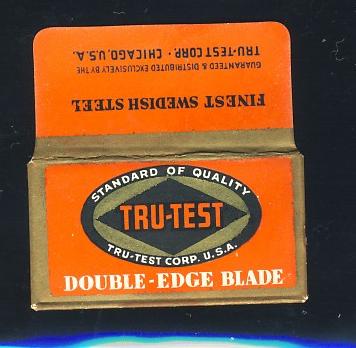 TRU-TEST CORP. · CHICAGO, U.S.A.
GUARANTEED & DISTRIBUTED EXCLUSIVELY BY THE
FINEST SWEDISH STEEL
STANDARD OF QUALITY
TRU-TEST
TRU-TEST CORP. U.S.A.
DOUBLE-EDGE BLADE